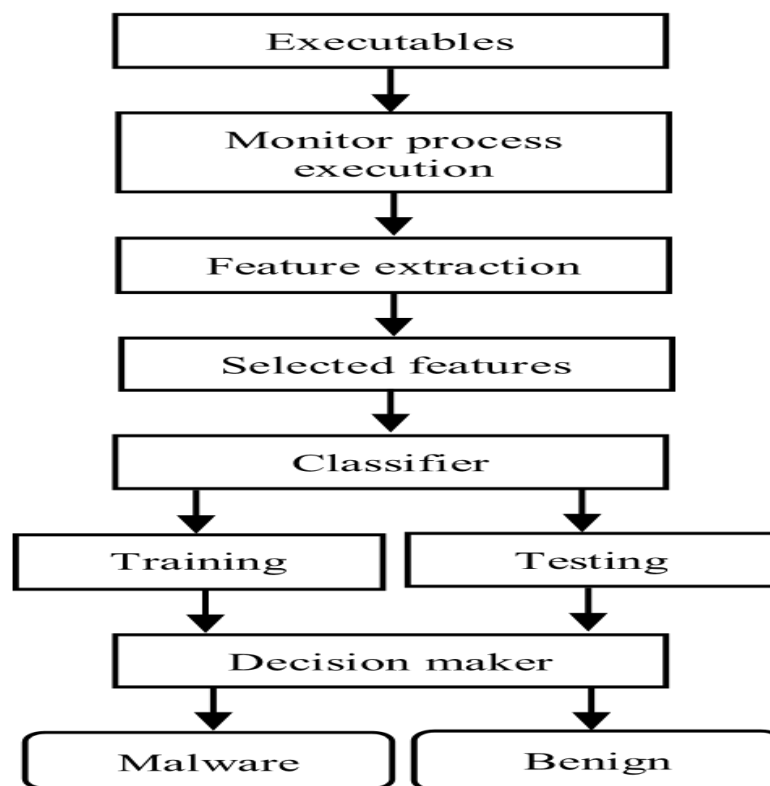 Executables
Monitor process
execution
Feature extraction
Selected features
Classifier
Training
Testing
Decision maker
Malware
Benign